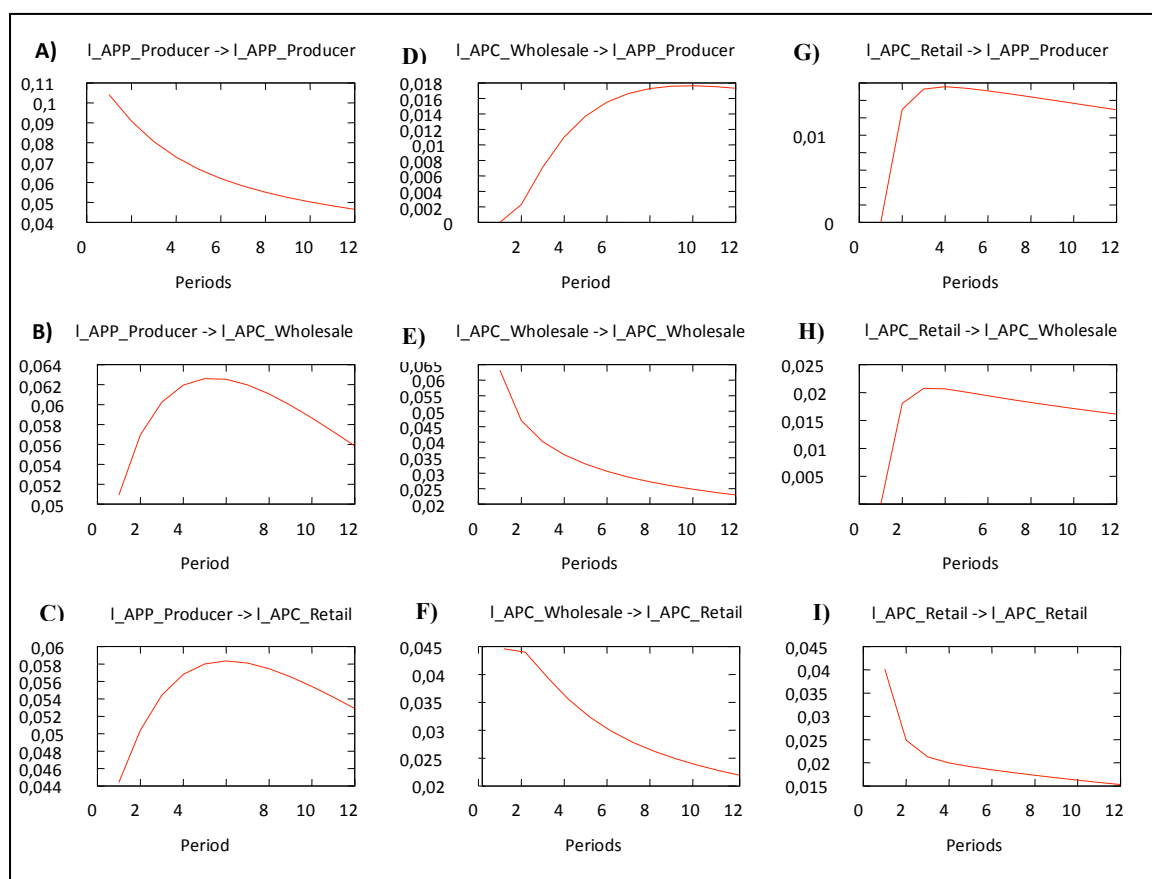 A) l_APP_Producer -> l_APP_Producer
0,11
0,1
0,09
0,08
0,07
0,06
0,05
0,04
0 4 6 8 10 12
Periods
D) l_APC_Wholesale -> l_APP_Producer
0,018
0,016
0,014
0,012
0,01
0,008
0,006
0,004
0,002
0
0 2 4 6 8 10 12
Periods
G) l_APC_Retail -> l_APP_Producer
0,01
0
0 2 4 6 8 10 12
Periods
B) l_APP_Producer -> l_APC_Wholesale
0,064
0,062
0,06
0,058
0,056
0,054
0,052
0,05
0 2 4 6 8 10 12
Period
E) l_APC_Wholesale -> l_APC_Wholesale
0,065
0,06
0,055
0,05
0,045
0,04
0,035
0,03
0,025
0,02
0 2 4 6 8 10 12
Period
H) l_APC_Retail -> l_APC_Wholesale
0,025
0,02
0,015
0,01
0,005
0 2 4 6 8 10 12
Periods
C) l_APP_Producer -> l_APC_Retail
0,06
0,058
0,056
0,054
0,052
0,05
0,048
0,046
0,044
0 2 4 6 8 10 12
Period
F) l_APC_Wholesale -> l_APC_Retail
0,045
0,04
0,035
0,03
0,025
0,02
0 2 4 6 8 10 12
Periods
I) l_APC_Retail -> l_APC_Retail
0,045
0,04
0,035
0,03
0,025
0,02
0,015
0 2 4 6 8 10 12
Periods